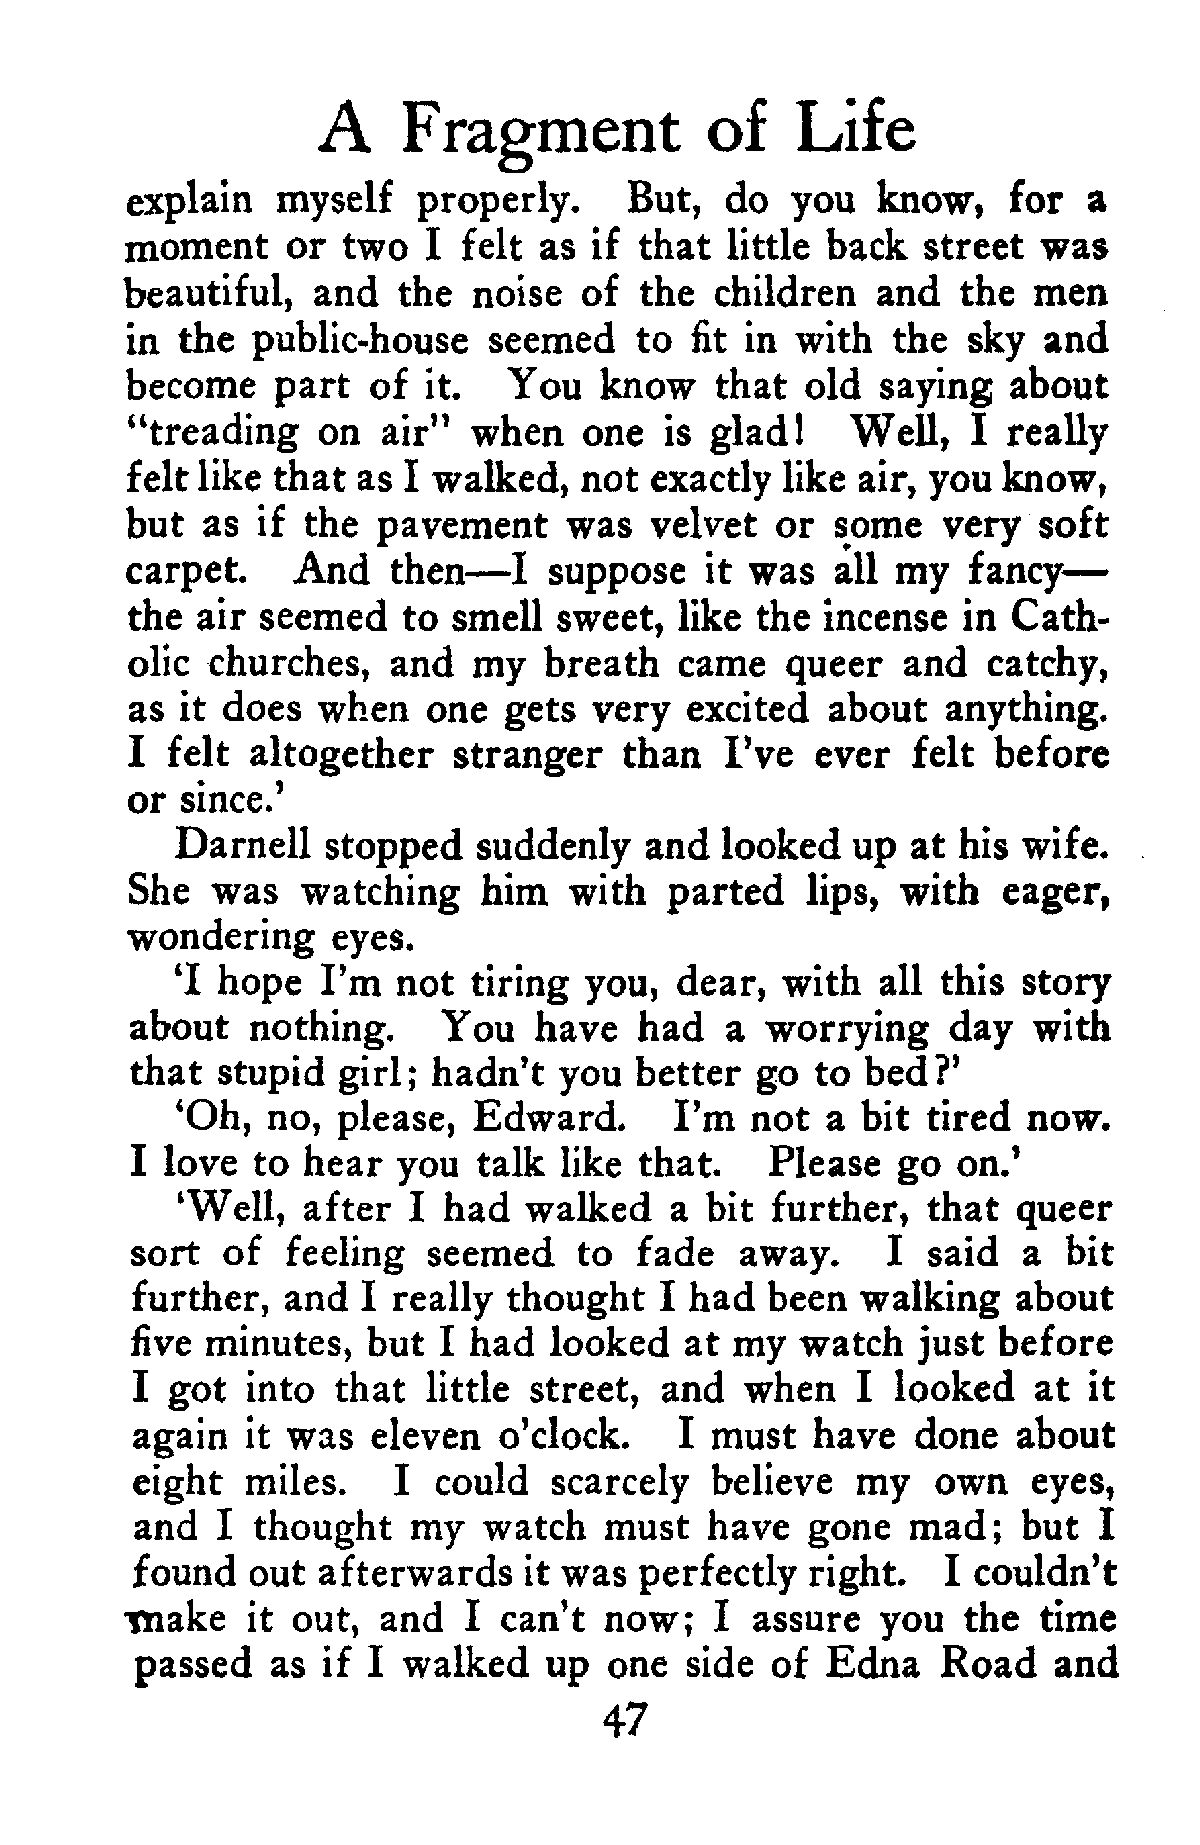 A Fragment of Life
explain myself properly. But, do you know, for a
moment or two I felt as if that little back street was
beautiful, and the noise of the children and the men
in the public-house seemed to fit in with the sky and
become part of it. You know that old saying about
“treading on air” when one is glad! Well, I really
felt like that as I walked, not exactly like air, you know,
but as if the pavement was velvet or some very soft
carpet. And then—I suppose it was all my fancy—
the air seemed to smell sweet, like the incense in Cath-
olic churches, and my breath came queer and catchy,
as it does when one gets very excited about anything.
I felt altogether stranger than I’ve ever felt before
or since.’
Darnell stopped suddenly and looked up at his wife.
She was watching him with parted lips, with eager,
wondering eyes.
‘I hope I’m not tiring you, dear, with all this story
about nothing. You have had a worrying day with
that stupid girl; hadn’t you better go to bed?’
‘Oh, no, please, Edward. I’m not a bit tired now.
I love to hear you talk like that. Please go on.’
‘Well, after I had walked a bit further, that queer
sort of feeling seemed to fade away. I said a bit
further, and I really thought I had been walking about
five minutes, but I had looked at my watch just before
I got into that little street, and when I looked at it
again it was eleven o’clock. I must have done about
eight miles. I could scarcely believe my own eyes,
and I thought my watch must have gone mad; but I
found out afterwards it was perfectly right. I couldn’t
make it out, and I can’t now; I assure you the time
passed as if I walked up one side of Edna Road and
47